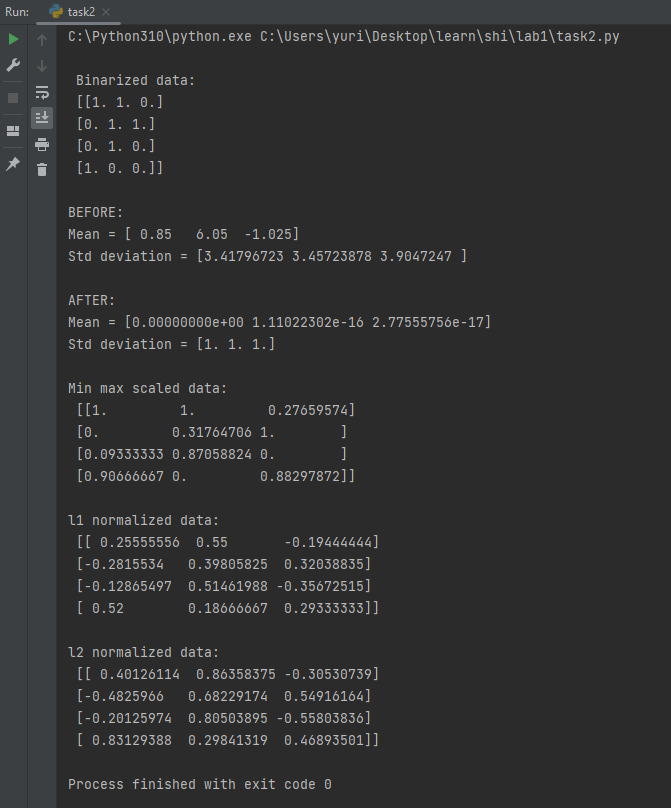 Run: task2
C:\Python310\python.exe C:\Users\yuri\Desktop\learn\shi\lab1\task2.py
Binarized data:
[[1. 1. 0.]
[0. 1. 1.]
[0. 1. 0.]
[1. 0. 0.]]
BEFORE:
Mean = [ 0.85   6.05  -1.025]
Std deviation = [3.41796723 3.45723878 3.9047247 ]
AFTER:
Mean = [0.00000000e+00 1.11022302e-16 2.77555756e-17]
Std deviation = [1. 1. 1.]
Min max scaled data:
[[1.         1.         0.27659574]
[0.         0.31764706 1.        ]
[0.09333333 0.87058824 0.        ]
[0.90666667 0.         0.88297872]]
l1 normalized data:
[[ 0.25555556  0.55       -0.19444444]
[-0.2815534   0.39805825  0.32038835]
[-0.12865497  0.51461988 -0.35672515]
[ 0.52        0.18666667  0.29333333]]
l2 normalized data:
[[ 0.40126114  0.86358375 -0.30530739]
[-0.4825966   0.68229174  0.54916164]
[-0.20125974  0.80503895 -0.55803836]
[ 0.83129388  0.29841319  0.46893501]]
Process finished with exit code 0